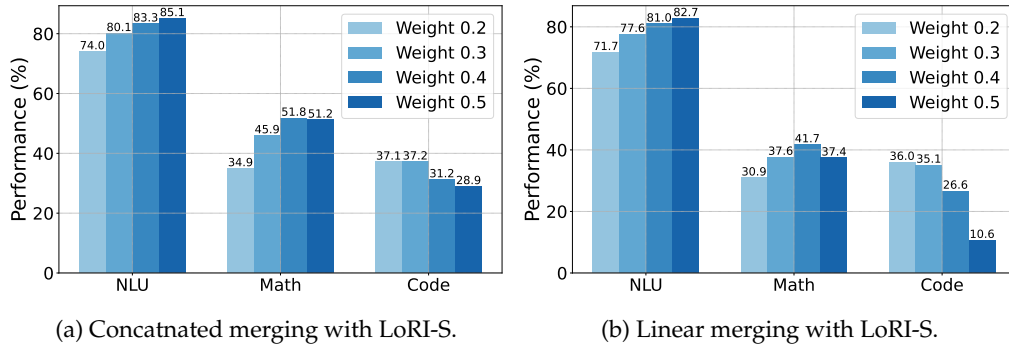 Performance (%)
80
60
40
20
0
74.0
80.1
83.3
85.1
34.9
45.9
51.8
51.2
37.1
37.2
31.2
28.9
Weight 0.2
Weight 0.3
Weight 0.4
Weight 0.5
NLU
Math
Code
(a) Concatnated merging with LoRI-S.
Performance (%)
80
60
40
20
0
71.7
77.6
81.0
82.7
30.9
37.6
41.7
37.4
36.0
35.1
26.6
10.6
Weight 0.2
Weight 0.3
Weight 0.4
Weight 0.5
NLU
Math
Code
(b) Linear merging with LoRI-S.